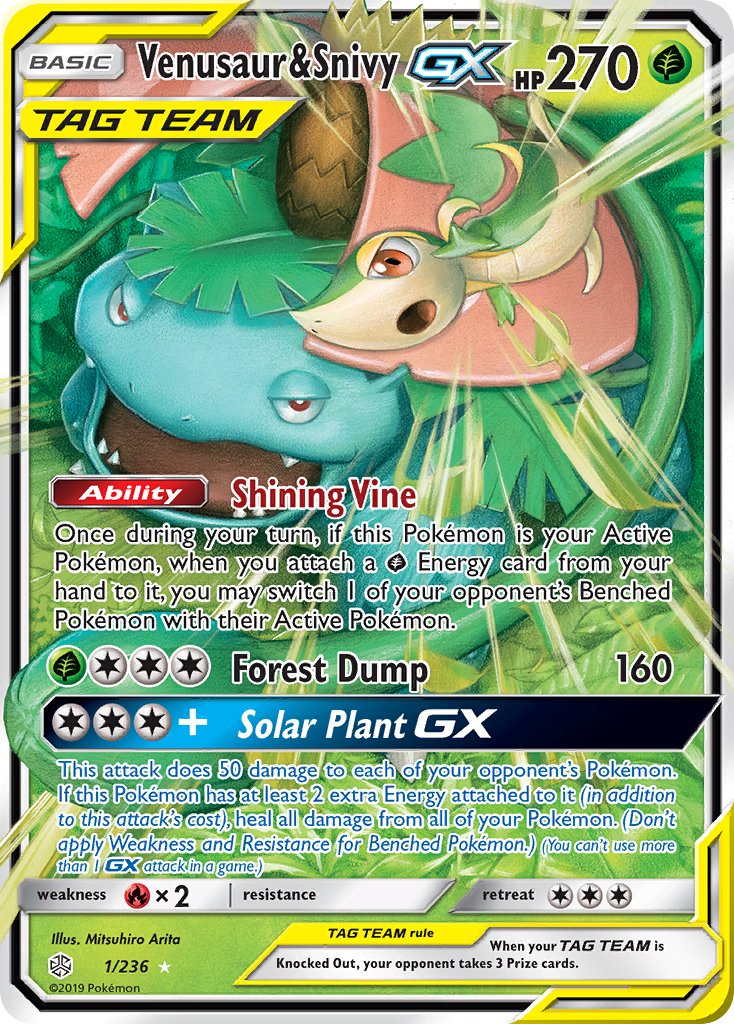 BASIC Venusaur&Snivy GX HP270
TAG TEAM
Ability Shining Vine
Once during your turn, if this Pokémon is your Active
Pokémon, when you attach a Energy card from your
hand to it, you may switch 1 of your opponent's Benched
Pokémon with their Active Pokémon.
Forest Dump 160
+ Solar Plant GX
This attack does 50 damage to each of your opponent's Pokémon.
If this Pokémon has at least 2 extra Energy attached to it (in addition
to this attack's cost), heal all damage from all of your Pokémon. (Don't
apply Weakness and Resistance for Benched Pokémon.) (You can't use more
than 1 GX attack in a game.)
weakness ×2 resistance retreat
Illus. Mitsuhiro Arita
TAG TEAM rule
When your TAG TEAM is
Knocked Out, your opponent takes 3 Prize cards.
1/236
©2019 Pokémon